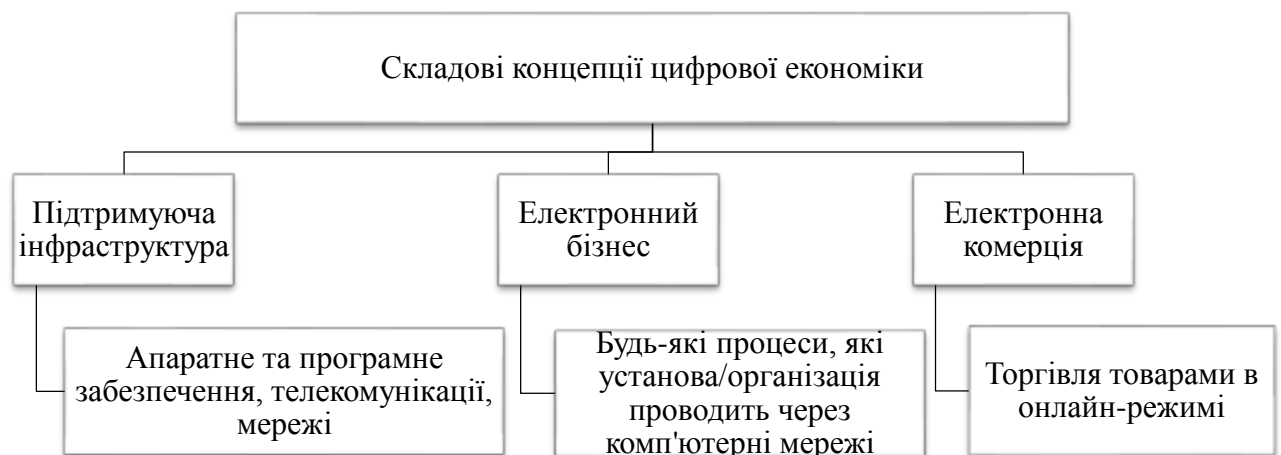 Складові концепції цифрової економіки
Підтримуюча
інфраструктура
Електронний
бізнес
Електронна
комерція
Апаратне та програмне
забезпечення, телекомунікації,
мережі
Будь-які процеси, які
установа/організація
проводить через
комп'ютерні мережі
Торгівля товарами в
онлайн-режимі